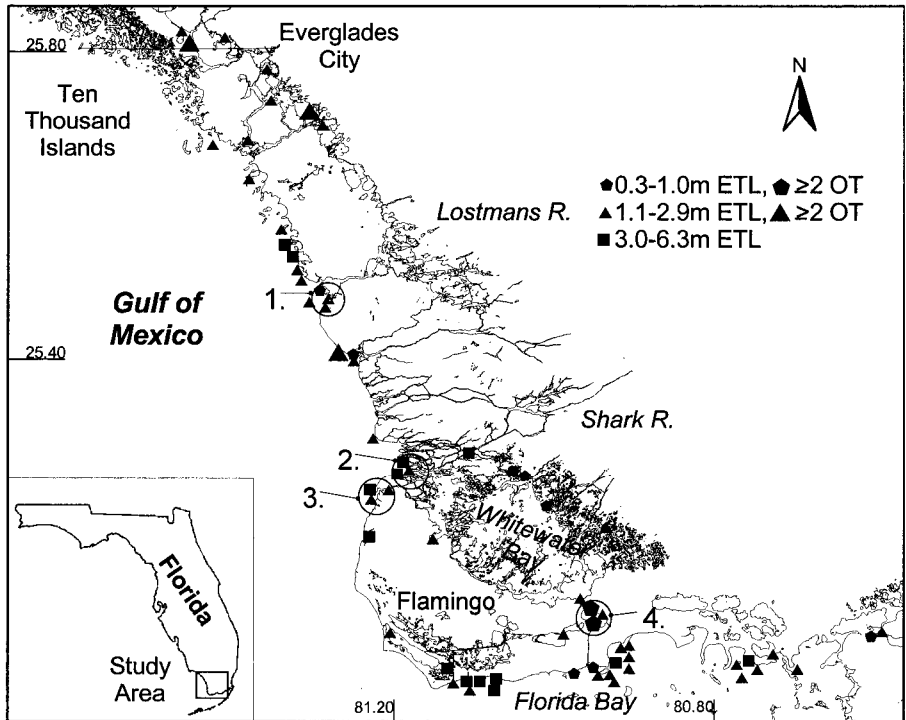 25.80
Everglades
City
N
Ten
Thousand
Islands
0.3-1.0m ETL, ≥2 OT
1.1-2.9m ETL, ≥2 OT
3.0-6.3m ETL
Lostmans R.
1.
Gulf of
Mexico
25.40
Shark R.
2.
3.
Whitewater
Bay
Florida
Flamingo
4.
Study
Area
81.20
Florida Bay
80.80